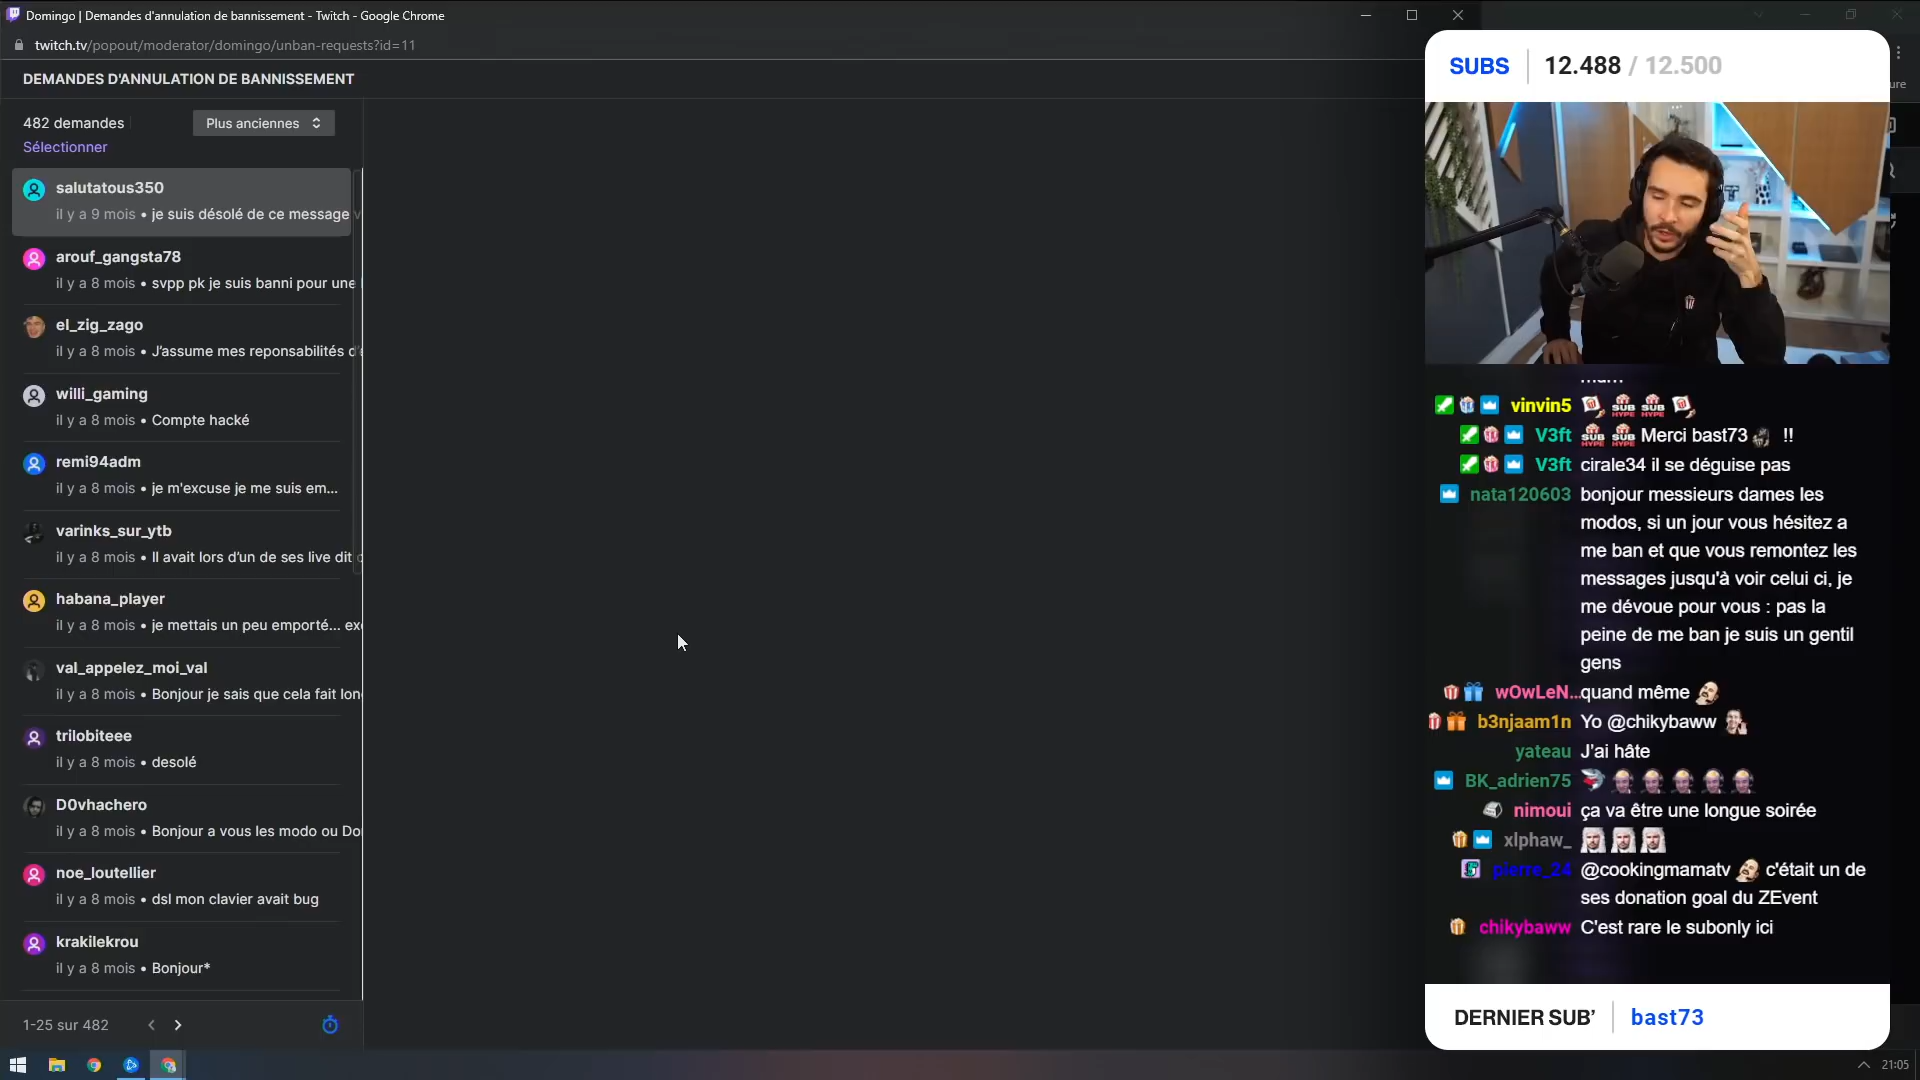 Domingo | Demandes d'annulation de bannissement - Twitch - Google Chrome
twitch.tv/popout/moderator/domingo/unban-requests?id=11
DEMANDES D'ANNULATION DE BANNISSEMENT
482 demandes
Plus anciennes
Sélectionner
salutatous350
il y a 9 mois • je suis désolé de ce message
arouf_gangsta78
il y a 8 mois • svpp pk je suis banni pour une
el_zig_zago
il y a 8 mois • J'assume mes reponsabilités
willi_gaming
il y a 8 mois • Compte hacké
remi94adm
il y a 8 mois • je m'excuse je me suis em...
varinks_sur_ytb
il y a 8 mois • Il avait lors d'un de ses live dit
habana_player
il y a 8 mois • je mettais un peu emporté...
val_appelez_moi_val
il y a 8 mois • Bonjour je sais que cela fait
trilobiteee
il y a 8 mois • desolé
D0vhachero
il y a 8 mois • Bonjour a vous les modo ou
noe_loutellier
il y a 8 mois • dsl mon clavier avait bug
krakilekrou
il y a 8 mois • Bonjour*
1-25 sur 482
SUBS 12.488 / 12.500
ure
vinvin5 SUB HYPE SUB HYPE
V3ft SUB HYPE SUB HYPE Merci bast73 !!
V3ft cirale34 il se déguise pas
nata120603 bonjour messieurs dames les
modos, si un jour vous hésitez a
me ban et que vous remontez les
messages jusqu'à voir celui ci, je
me dévoue pour vous : pas la
peine de me ban je suis un gentil
gens
wOwLeN... quand même
b3njaam1n Yo @chikybaww
yateau J'ai hâte
BK_adrien75
nimoui ça va être une longue soirée
xlphaw_
pierre_24 @cookingmamatv c'était un de
ses donation goal du ZEvent
chikybaww C'est rare le subonly ici
DERNIER SUB' bast73
21:05